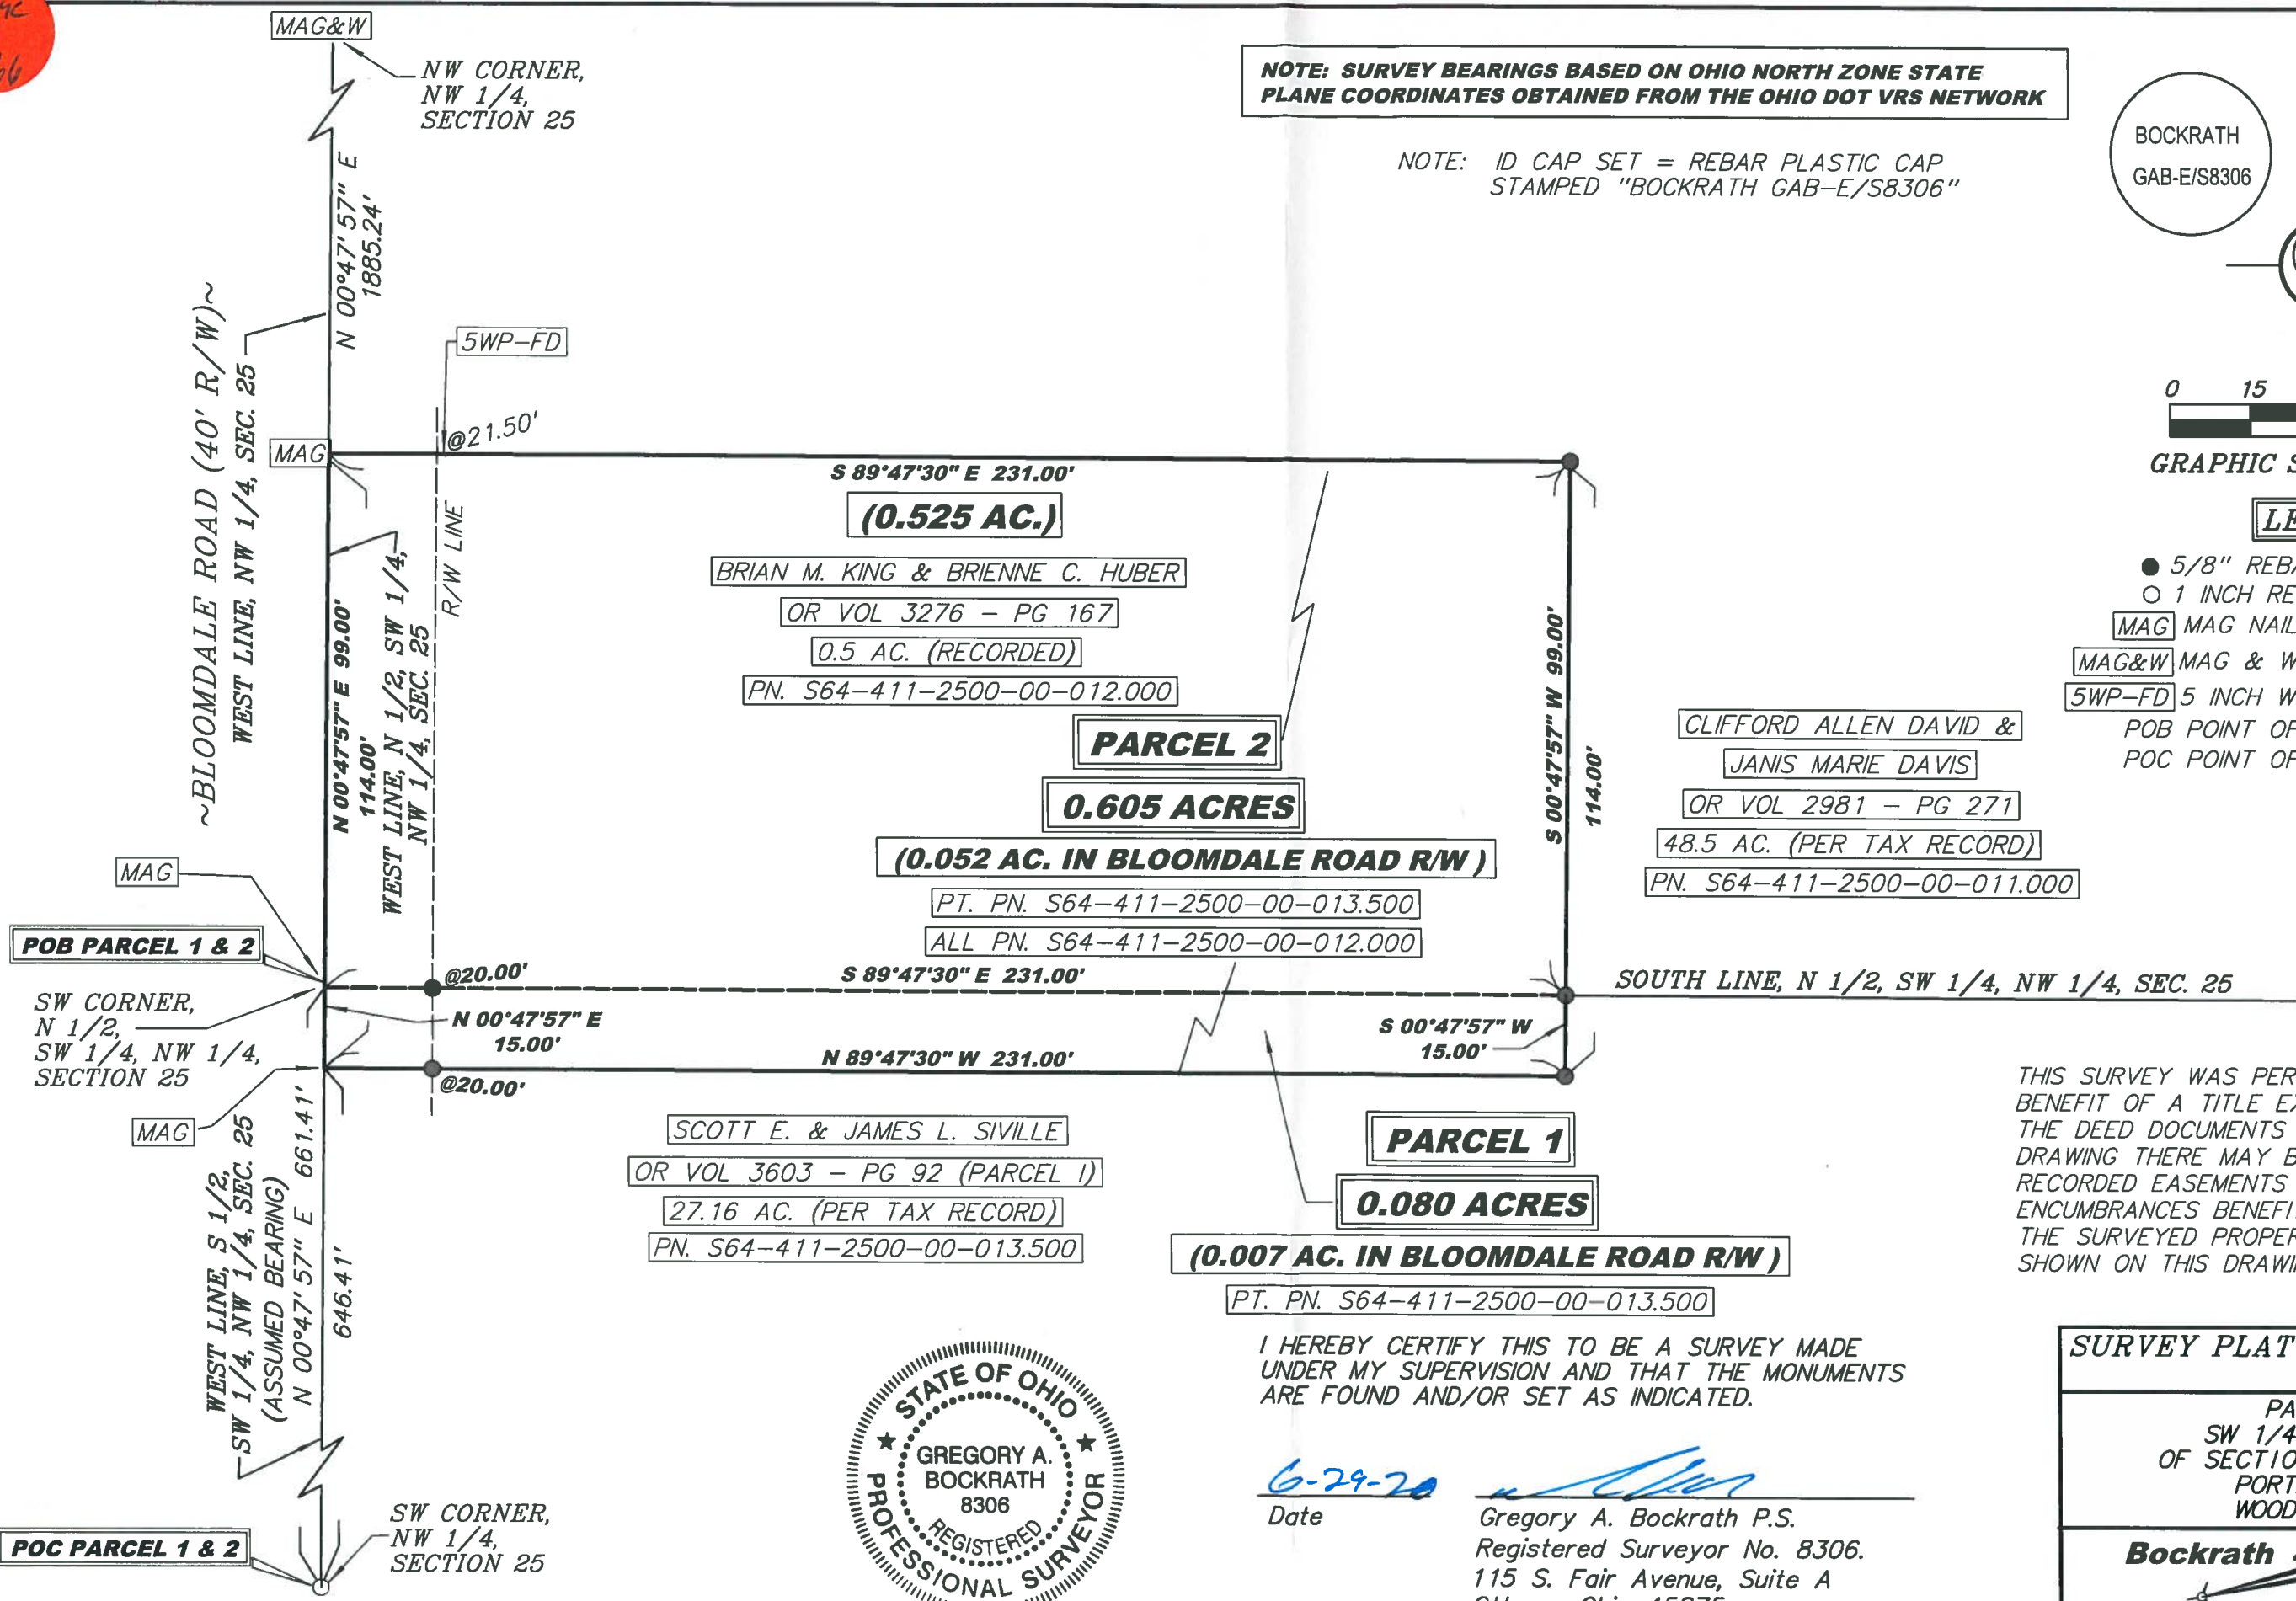 MAG&W
NW CORNER,
NW 1/4,
SECTION 25
NOTE: SURVEY BEARINGS BASED ON OHIO NORTH ZONE STATE
PLANE COORDINATES OBTAINED FROM THE OHIO DOT VRS NETWORK
NOTE: ID CAP SET = REBAR PLASTIC CAP
STAMPED "BOCKRATH GAB-E/S8306"
BOCKRATH
GAB-E/S8306
N 00°47'57" E
1885.24'
~BLOOMDALE ROAD (40' R/W)~
WEST LINE, NW 1/4, SEC. 25
5WP-FD
@21.50'
MAG
S 89°47'30" E 231.00'
(0.525 AC.)
BRIAN M. KING & BRIENNE C. HUBER
OR VOL 3276 - PG 167
0.5 AC. (RECORDED)
PN. S64-411-2500-00-012.000
PARCEL 2
0.605 ACRES
(0.052 AC. IN BLOOMDALE ROAD R/W )
PT. PN. S64-411-2500-00-013.500
ALL PN. S64-411-2500-00-012.000
N 00°47'57" E 99.00'
114.00'
WEST LINE, N 1/2, SW 1/4,
NW 1/4, SEC. 25
R/W LINE
S 00°47'57" W 99.00'
114.00'
CLIFFORD ALLEN DAVID &
JANIS MARIE DAVIS
OR VOL 2981 - PG 271
48.5 AC. (PER TAX RECORD)
PN. S64-411-2500-00-011.000
0 15
GRAPHIC
5/8"
1 INCH
MAG MAG NAIL
MAG&W MAG &
5WP-FD 5 INCH
POB POINT OF
POC POINT OF
MAG
POB PARCEL 1 & 2
SW CORNER,
N 1/2,
SW 1/4, NW 1/4,
SECTION 25
@20.00'
S 89°47'30" E 231.00'
SOUTH LINE, N 1/2, SW 1/4, NW 1/4, SEC. 25
N 00°47'57" E
15.00'
S 00°47'57" W
15.00'
N 89°47'30" W 231.00'
@20.00'
MAG
SCOTT E. & JAMES L. SIVILLE
OR VOL 3603 - PG 92 (PARCEL I)
27.16 AC. (PER TAX RECORD)
PN. S64-411-2500-00-013.500
PARCEL 1
0.080 ACRES
(0.007 AC. IN BLOOMDALE ROAD R/W )
PT. PN. S64-411-2500-00-013.500
THIS SURVEY WAS
BENEFIT OF A TITLE
THE DEED DOCUMENTS
DRAWING THERE MAY
RECORDED EASEMENTS
ENCUMBRANCES
THE SURVEYED
SHOWN ON THIS
WEST LINE, S 1/2,
SW 1/4, NW 1/4, SEC. 25
(ASSUMED BEARING)
N 00°47'57" E 661.41'
646.41'
I HEREBY CERTIFY THIS TO BE A SURVEY MADE
UNDER MY SUPERVISION AND THAT THE MONUMENTS
ARE FOUND AND/OR SET AS INDICATED.
STATE OF OHIO
GREGORY A.
BOCKRATH
8306
REGISTERED
PROFESSIONAL SURVEYOR
6-29-20
Date
Gregory A. Bockrath P.S.
Registered Surveyor No. 8306.
115 S. Fair Avenue, Suite A
SW CORNER,
NW 1/4,
SECTION 25
POC PARCEL 1 & 2
SURVEY PLAT
SW 1/4
OF
Bockrath